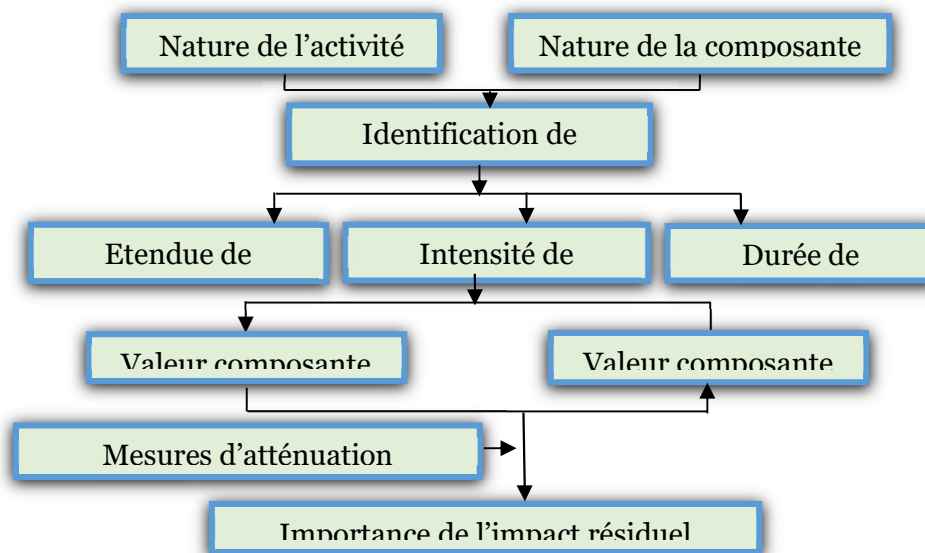 Nature de l’activité
Nature de la composante
Identification de
Etendue de
Intensité de
Durée de
Valeur composante
Valeur composante
Mesures d’atténuation
Importance de l’impact résiduel